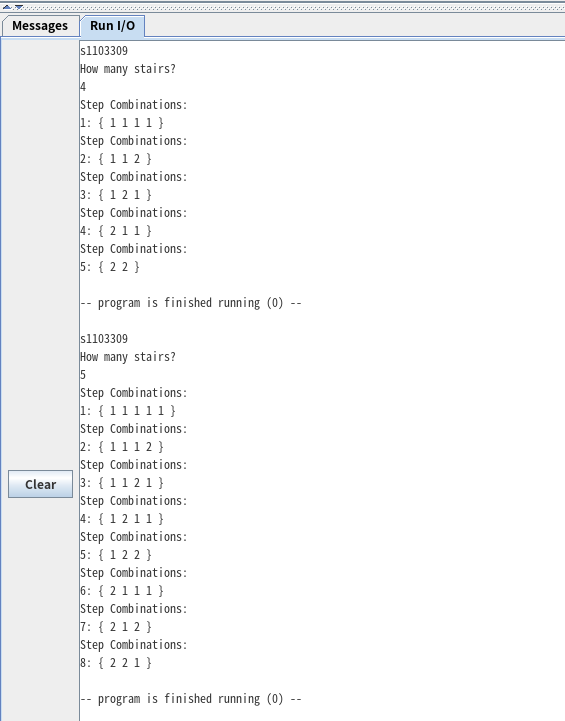 Messages Run I/O
s1103309
How many stairs?
4
Step Combinations:
1: { 1 1 1 1 }
Step Combinations:
2: { 1 1 2 }
Step Combinations:
3: { 1 2 1 }
Step Combinations:
4: { 2 1 1 }
Step Combinations:
5: { 2 2 }
-- program is finished running (0) --
s1103309
How many stairs?
5
Step Combinations:
1: { 1 1 1 1 1 }
Step Combinations:
2: { 1 1 1 2 }
Step Combinations:
3: { 1 1 2 1 }
Step Combinations:
4: { 1 2 1 1 }
Step Combinations:
5: { 1 2 2 }
Step Combinations:
6: { 2 1 1 1 }
Step Combinations:
7: { 2 1 2 }
Step Combinations:
8: { 2 2 1 }
-- program is finished running (0) --
Clear